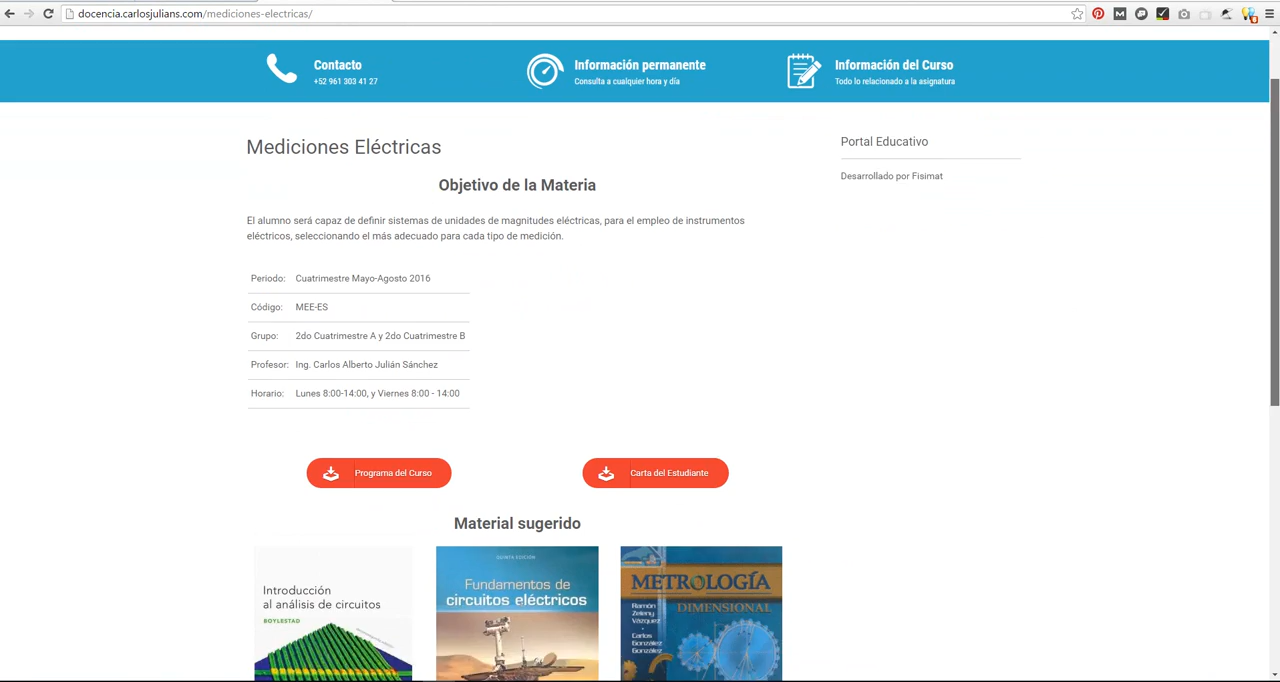 docencia.carlosjulians.com/mediciones-electricas/
Contacto
+52 961 303 41 27
Información permanente
Consulta a cualquier hora y día
Información del Curso
Todo lo relacionado a la asignatura
Mediciones Eléctricas
Objetivo de la Materia
El alumno será capaz de definir sistemas de unidades de magnitudes eléctricas, para el empleo de instrumentos
eléctricos, seleccionando el más adecuado para cada tipo de medición.
Periodo: Cuatrimestre Mayo-Agosto 2016
Código: MEE-ES
Grupo: 2do Cuatrimestre A y 2do Cuatrimestre B
Profesor: Ing. Carlos Alberto Julián Sánchez
Horario: Lunes 8:00-14:00, y Viernes 8:00 - 14:00
Portal Educativo
Desarrollado por Fisimat
Programa del Curso
Carta del Estudiante
Material sugerido
Introducción
al análisis de circuitos
BOYLESTAD
QUINTA EDICIÓN
Fundamentos de
circuitos eléctricos
METROLOGÍA
DIMENSIONAL
Ramón
Zeleny
Vázquez
Carlos
González
González